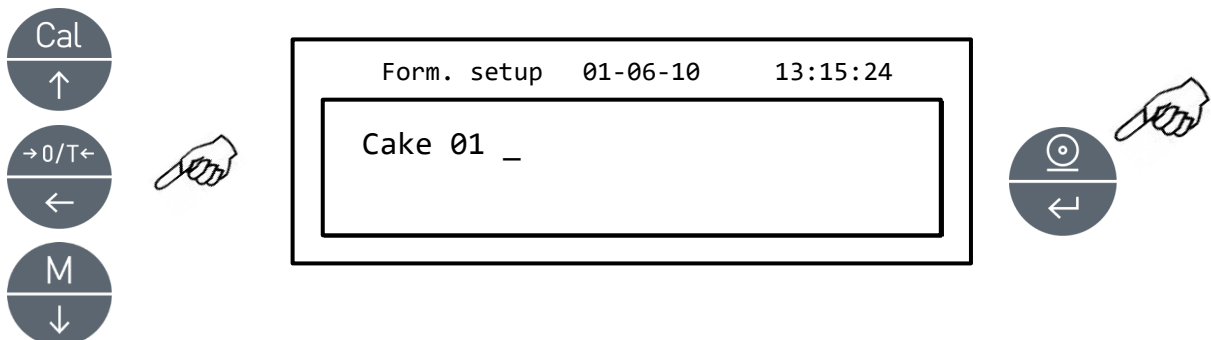 Cal
↑
→0/T←
←
M
↓
Form. setup 01-06-10 13:15:24
Cake 01 _